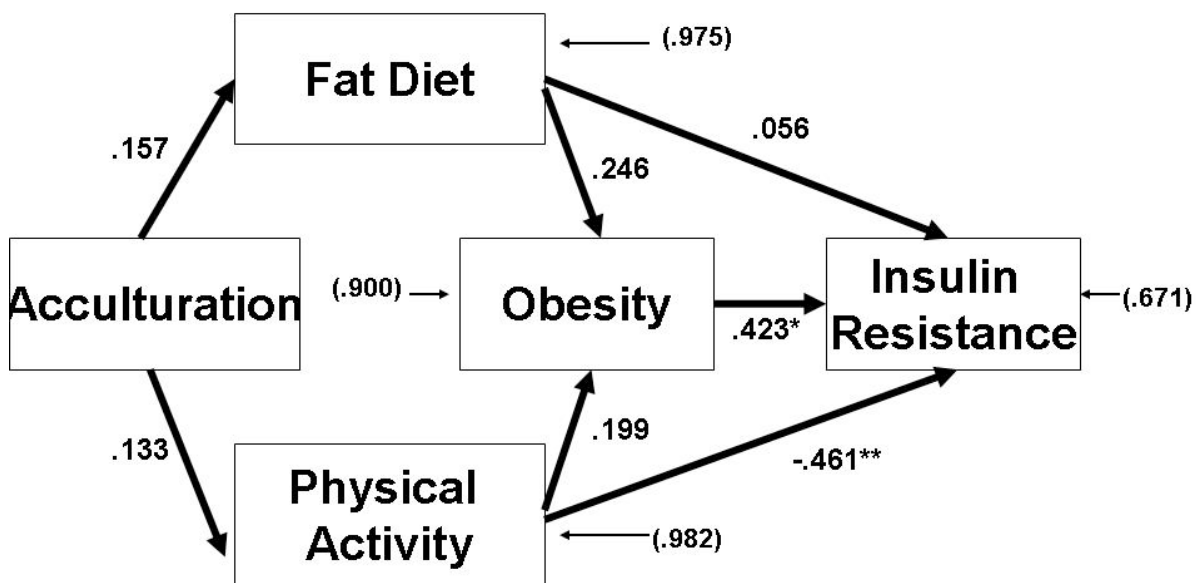 Fat Diet
(.975)
.157
.056
.246
Acculturation
(.900)
Obesity
Insulin
Resistance
(.671)
.423*
.133
.199
-.461**
Physical
Activity
(.982)